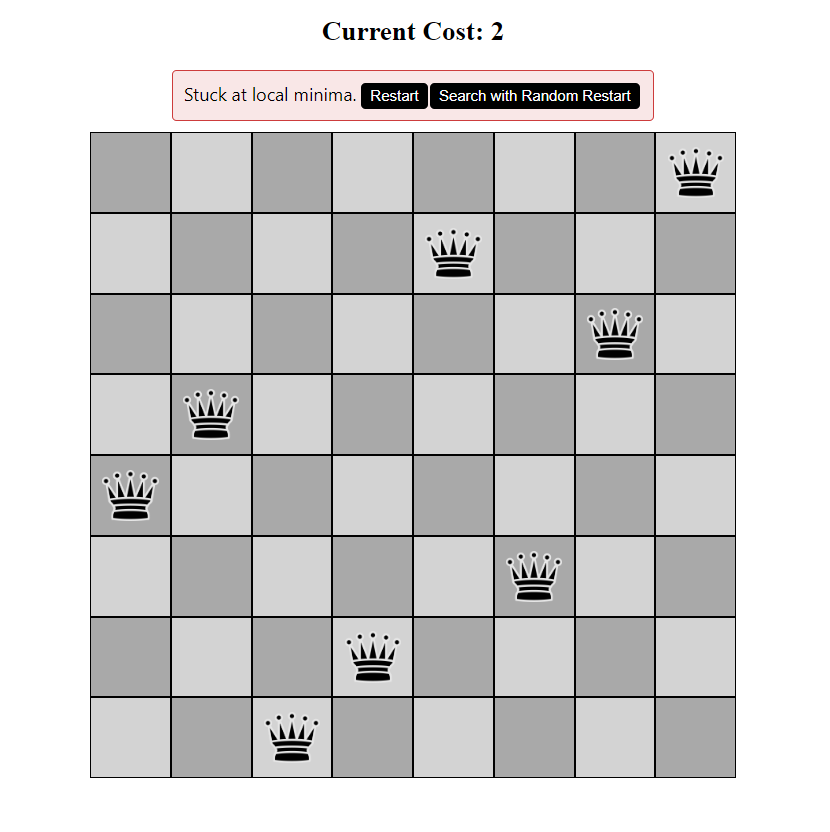 Current Cost: 2
Stuck at local minima. Restart Search with Random Restart